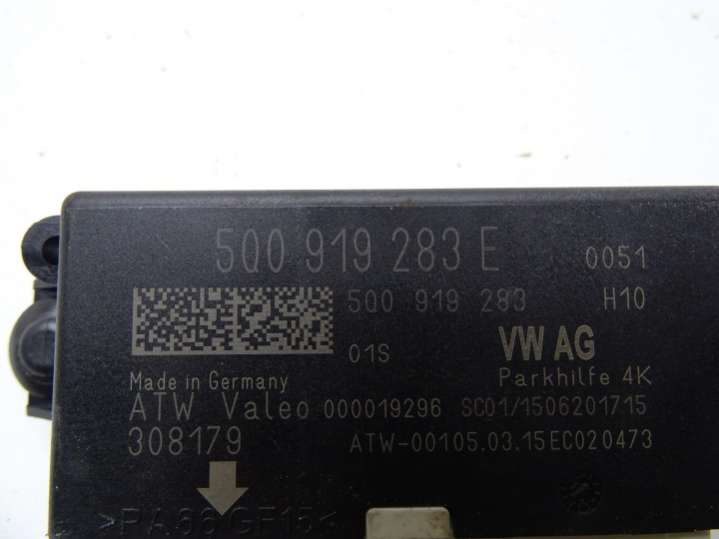 5Q0 919 283 E 0051
5Q0 919 283 H10
01S VW AG
Made in Germany Parkhilfe 4K
ATW Valeo 000019296 SC01/1506201715
308179 ATW-00105.03.15EC020473
>PA66GF15<